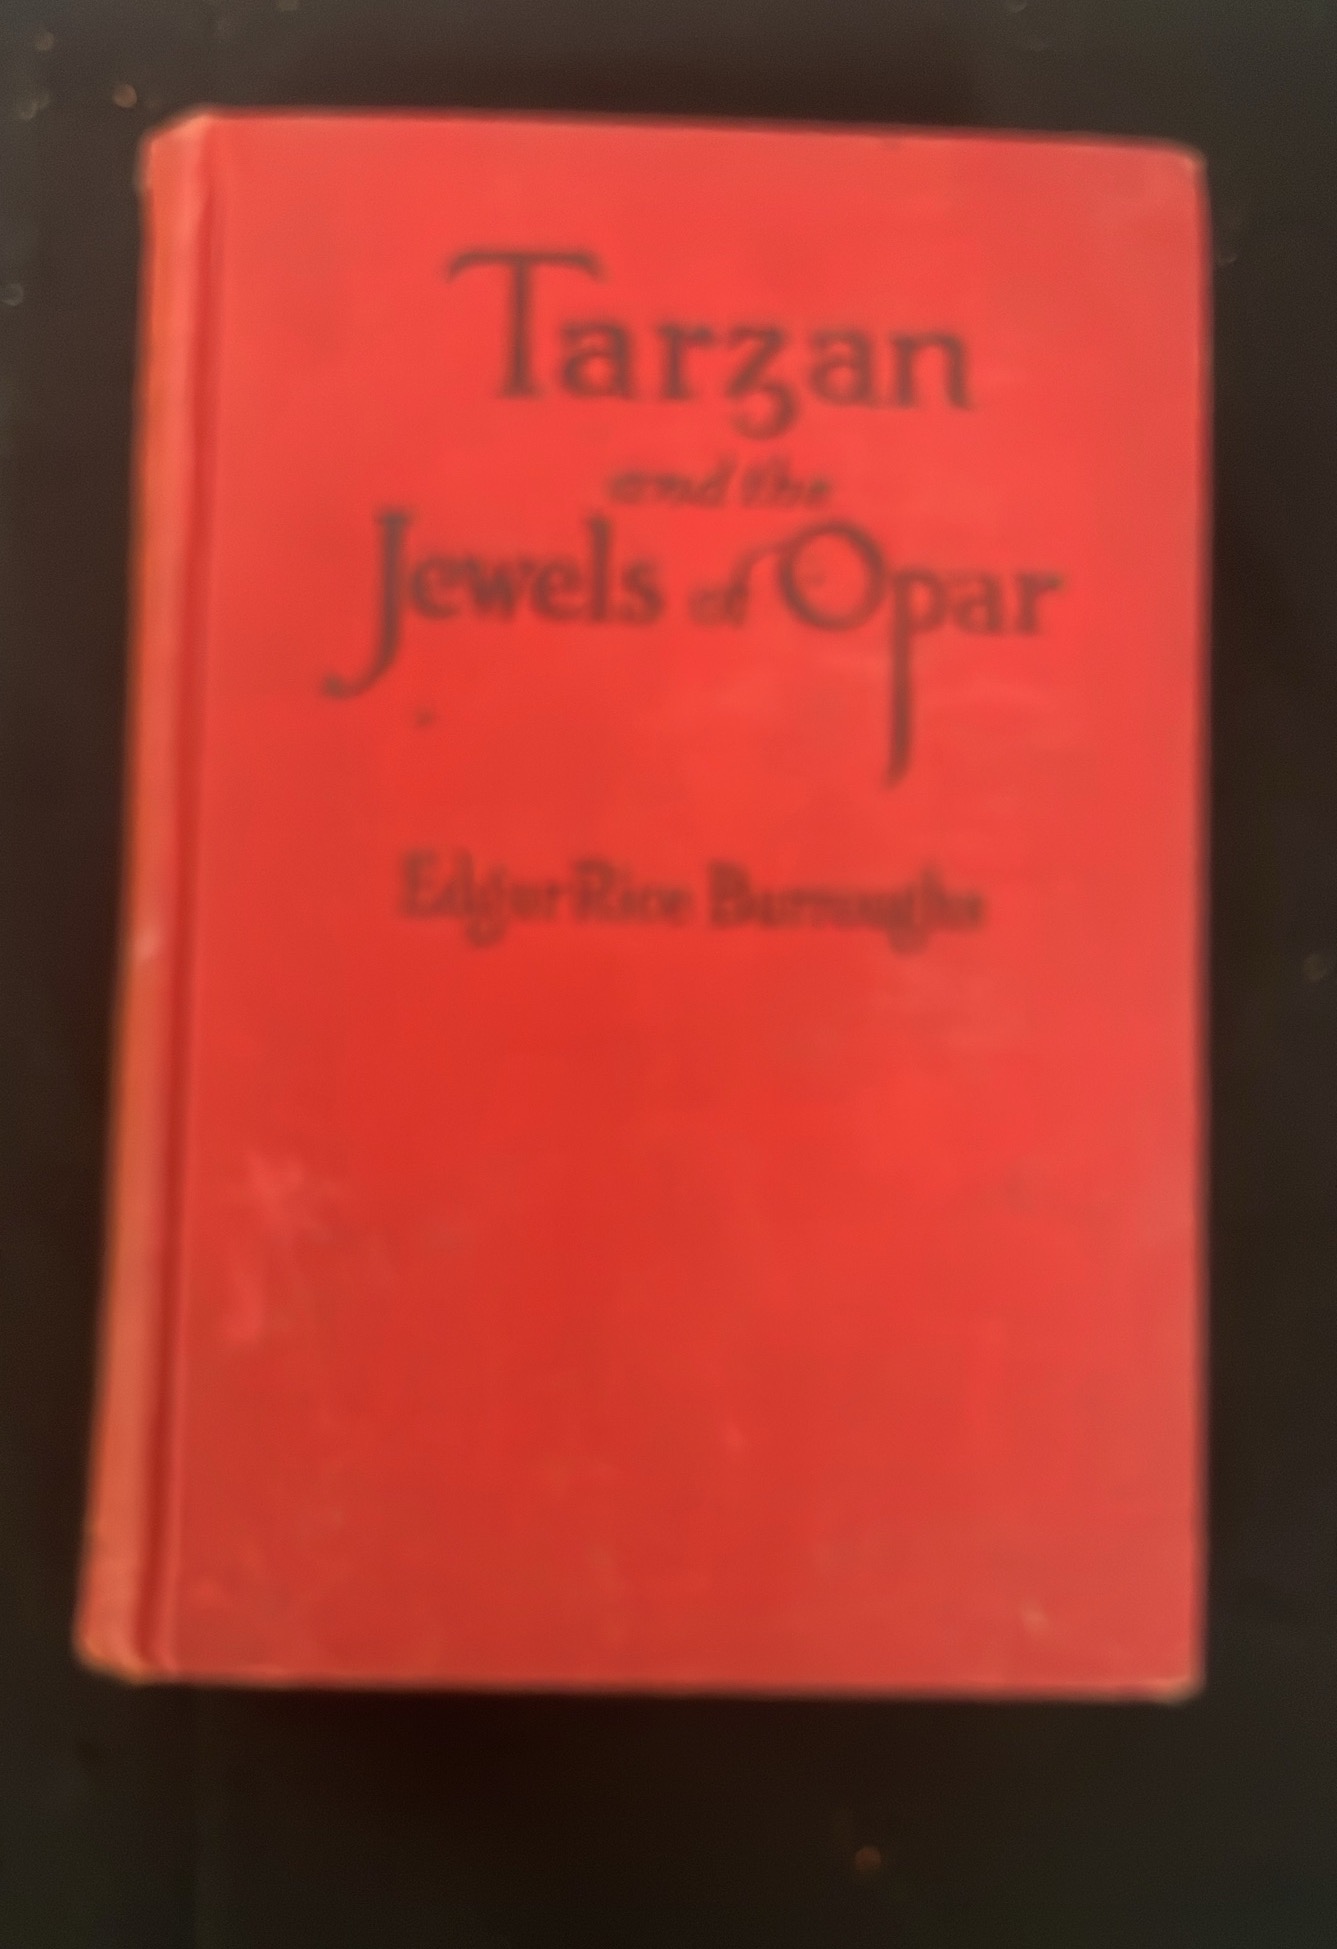 Tarzan
and the
Jewels of Opar
Edgar Rice Burroughs